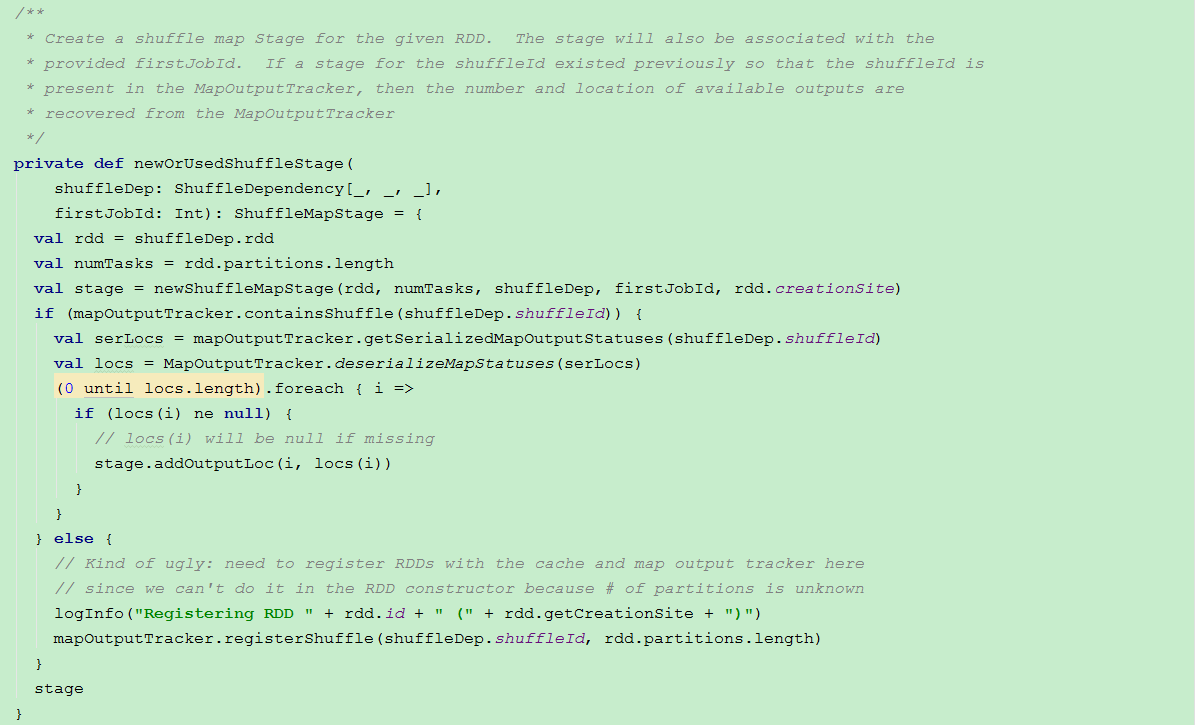 /**
 * Create a shuffle map Stage for the given RDD.  The stage will also be associated with the
 * provided firstJobId.  If a stage for the shuffleId existed previously so that the shuffleId is
 * present in the MapOutputTracker, then the number and location of available outputs are
 * recovered from the MapOutputTracker
 */
private def newOrUsedShuffleStage(
    shuffleDep: ShuffleDependency[_, _, _],
    firstJobId: Int): ShuffleMapStage = {
  val rdd = shuffleDep.rdd
  val numTasks = rdd.partitions.length
  val stage = newShuffleMapStage(rdd, numTasks, shuffleDep, firstJobId, rdd.creationSite)
  if (mapOutputTracker.containsShuffle(shuffleDep.shuffleId)) {
    val serLocs = mapOutputTracker.getSerializedMapOutputStatuses(shuffleDep.shuffleId)
    val locs = MapOutputTracker.deserializeMapStatuses(serLocs)
    (0 until locs.length).foreach { i =>
      if (locs(i) ne null) {
        // locs(i) will be null if missing
        stage.addOutputLoc(i, locs(i))
      }
    }
  } else {
    // Kind of ugly: need to register RDDs with the cache and map output tracker here
    // since we can't do it in the RDD constructor because # of partitions is unknown
    logInfo("Registering RDD " + rdd.id + " (" + rdd.getCreationSite + ")")
    mapOutputTracker.registerShuffle(shuffleDep.shuffleId, rdd.partitions.length)
  }
  stage
}